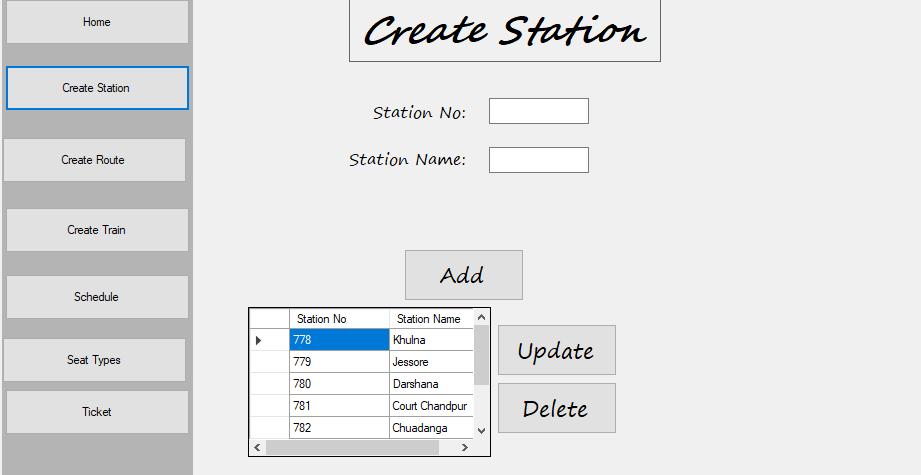 Home
Create Station
Create Route
Create Train
Schedule
Seat Types
Ticket
Create Station
Station No:
Station Name:
Add
Station No Station Name
778 Khulna
779 Jessore
780 Darshana
781 Court Chandpur
782 Chuadanga
Update
Delete